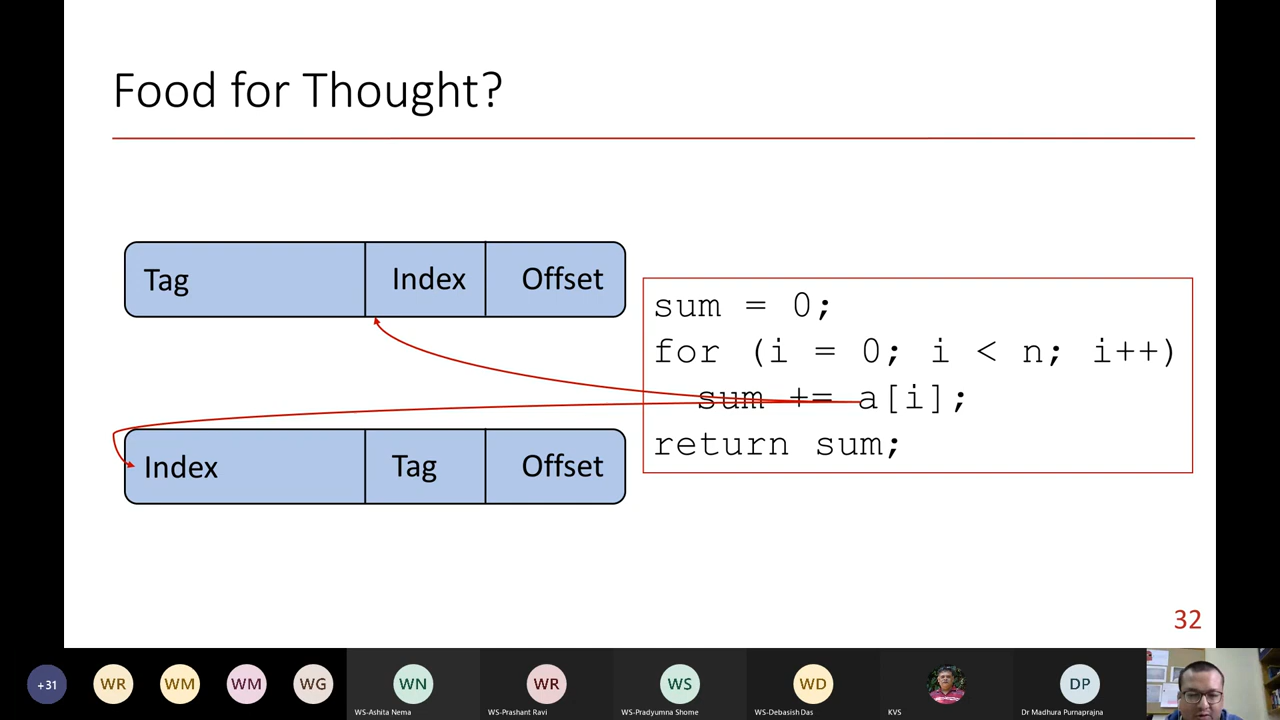 Food for Thought?
Tag Index Offset
sum = 0;
for (i = 0; i < n; i++)
sum += a[i];
return sum;
Index Tag Offset
32
+31 WR WM WM WG WN WR WS WD DP
WS-Ashita Nema WS-Prashant Ravi WS-Pradyumna Shome WS-Debasish Das KVS Dr Madhura Purnaprajna